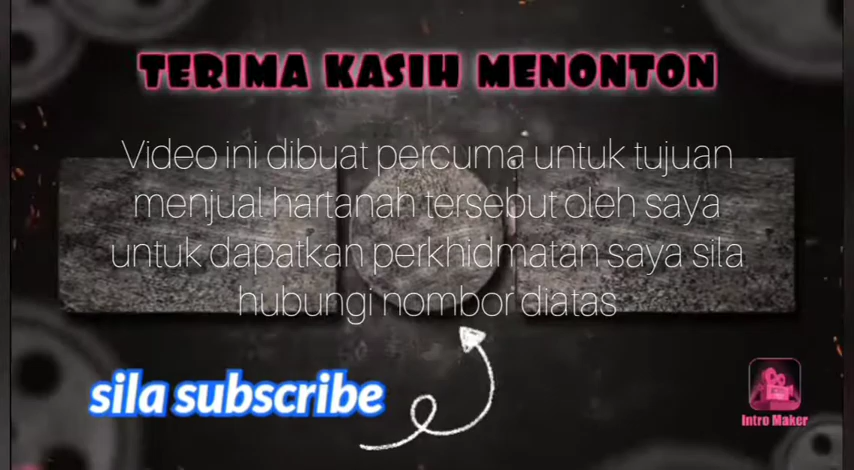 TERIMA KASIH MENONTON
Video ini dibuat percuma untuk tujuan
menjual hartanah tersebut oleh saya
untuk dapatkan perkhidmatan saya sila
hubungi nombor diatas
sila subscribe
Intro Maker